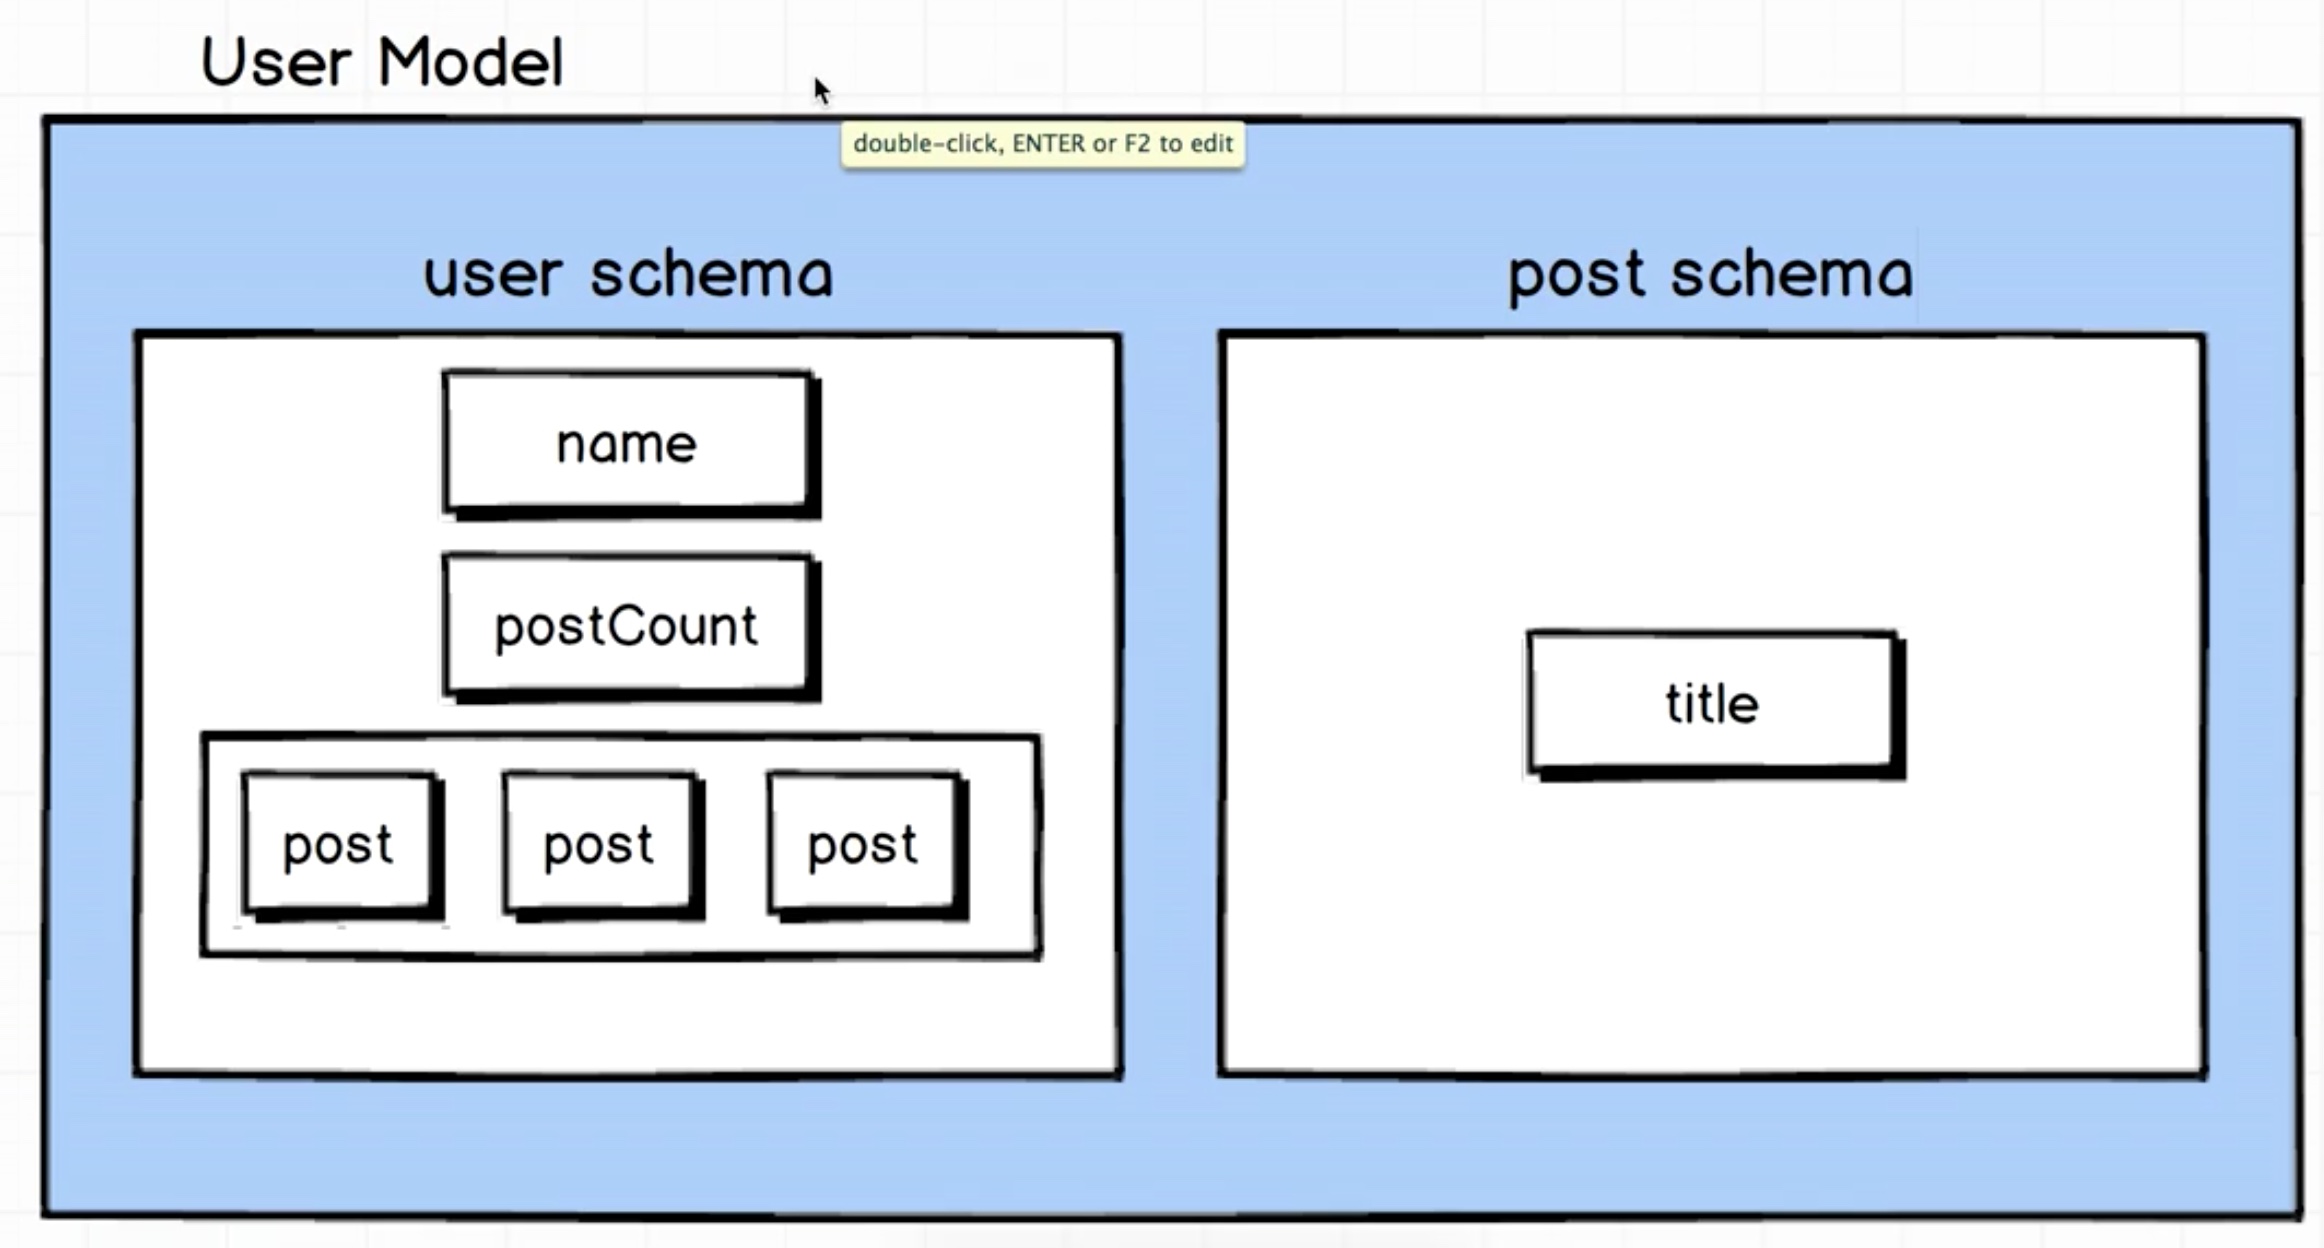 User Model
double-click, ENTER or F2 to edit
user schema
name
postCount
post post post
post schema
title